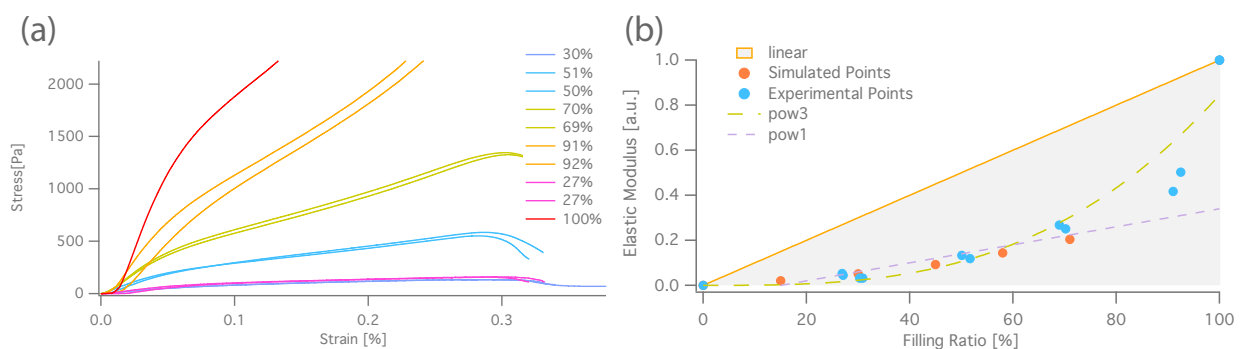 (a)
2000
1500
1000
500
0
Stress[Pa]
0.0
0.1
0.2
0.3
Strain [%]
30%
51%
50%
70%
69%
91%
92%
27%
27%
100%
(b)
1.0
0.8
0.6
0.4
0.2
0.0
Elastic Modulus [a.u.]
linear
Simulated Points
Experimental Points
pow3
pow1
0
20
40
60
80
100
Filling Ratio [%]